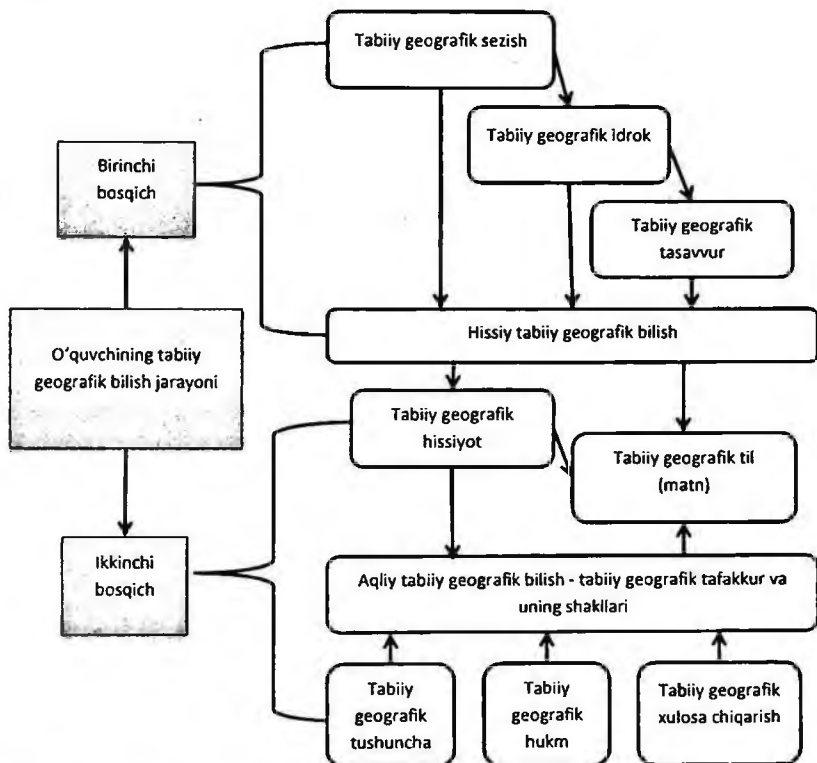 Tabiiy geografik sezish
Tabiiy geografik idrok
Birinchi
bosqich
Tabiiy geografik
tasavvur
Hissiy tabiiy geografik bilish
O‘quvchining tabiiy
geografik bilish jarayoni
Tabiiy geografik
hissiyot
Tabiiy geografik til
(matn)
Ikkinchi
bosqich
Aqliy tabiiy geografik bilish - tabiiy geografik tafakkur va
uning shakllari
Tabiiy
geografik
tushuncha
Tabiiy
geografik
hukm
Tabiiy geografik
xulosa chiqarish